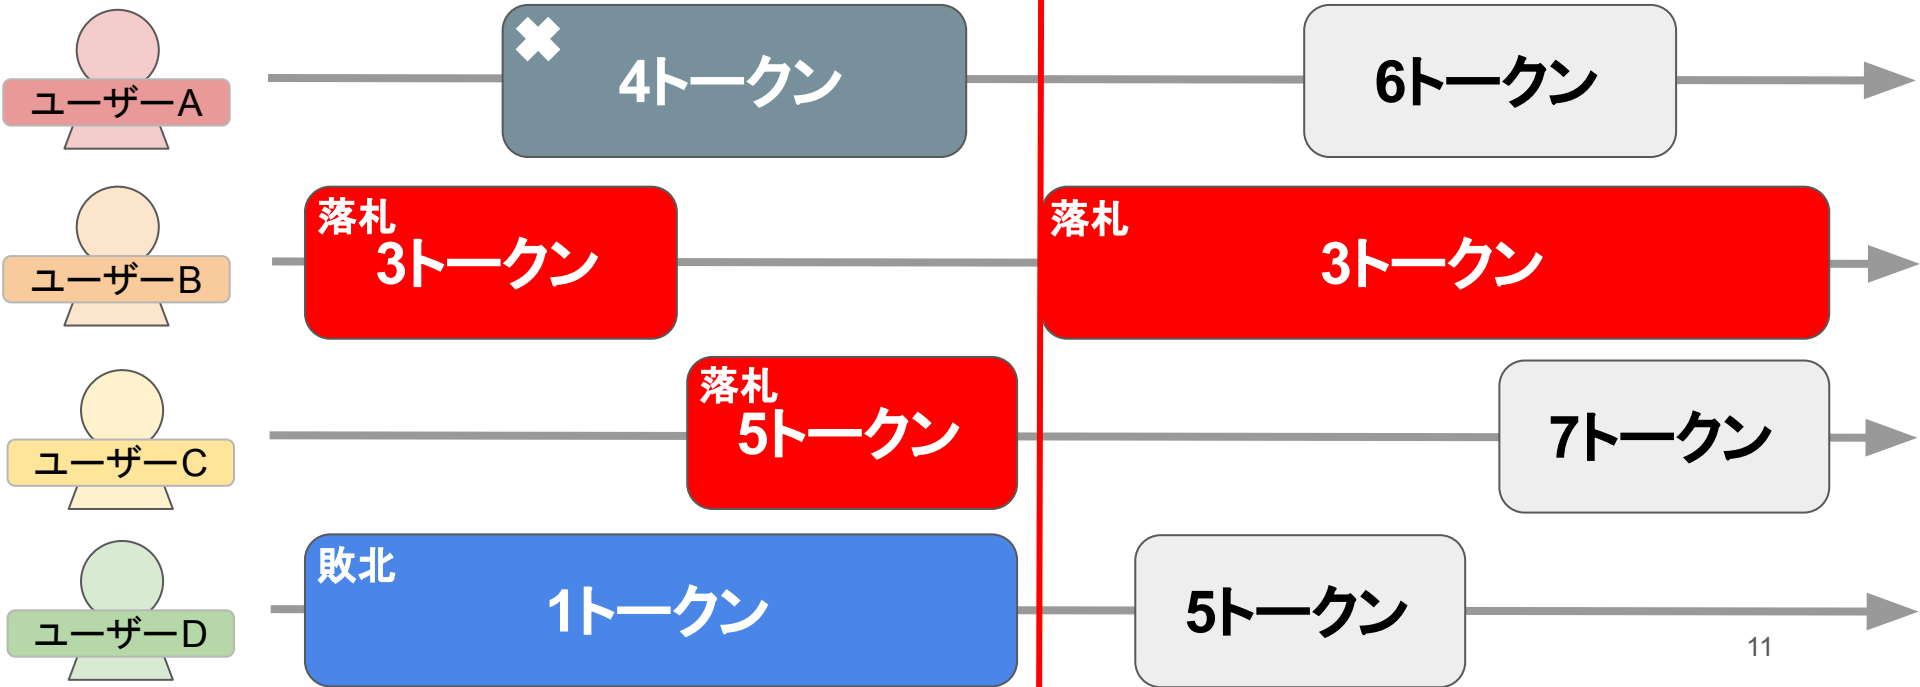 ユーザーA
4トークン
6トークン
ユーザーB
落札
3トークン
落札
3トークン
ユーザーC
落札
5トークン
7トークン
ユーザーD
敗北
1トークン
5トークン
11